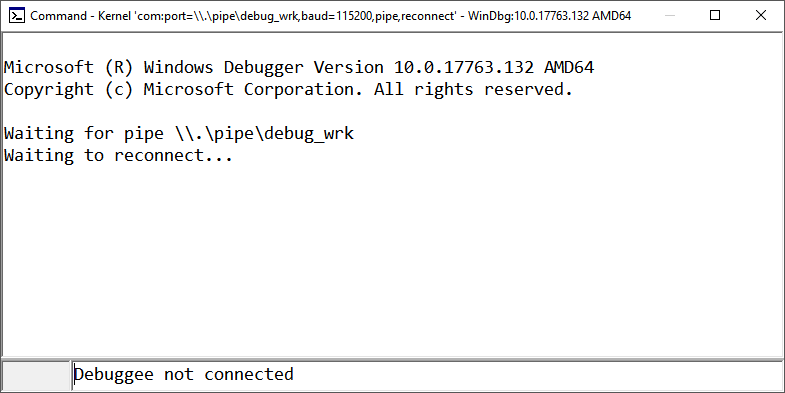 Command - Kernel 'com:port=\\.\pipe\debug_wrk,baud=115200,pipe,reconnect' - WinDbg:10.0.17763.132 AMD64
Microsoft (R) Windows Debugger Version 10.0.17763.132 AMD64
Copyright (c) Microsoft Corporation. All rights reserved.
Waiting for pipe \\.\pipe\debug_wrk
Waiting to reconnect...
Debuggee not connected